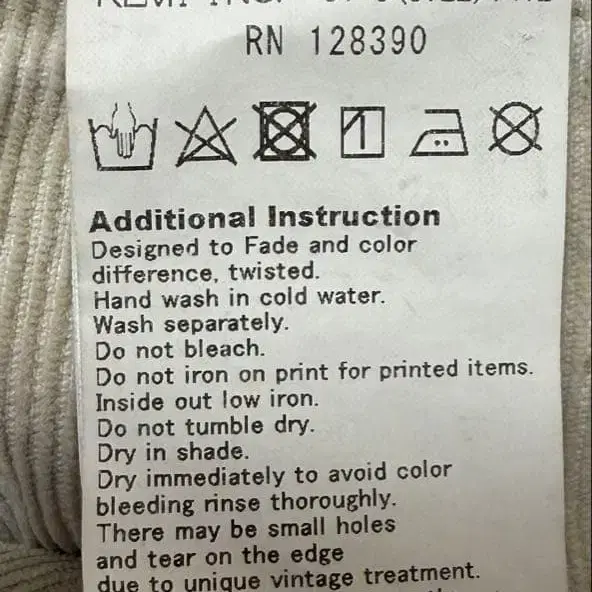 RN 128390
Additional Instruction
Designed to Fade and color
difference, twisted.
Hand wash in cold water.
Wash separately.
Do not bleach.
Do not iron on print for printed items.
Inside out low iron.
Do not tumble dry.
Dry in shade.
Dry immediately to avoid color
bleeding rinse thoroughly.
There may be small holes
and tear on the edge
due to unique vintage treatment.